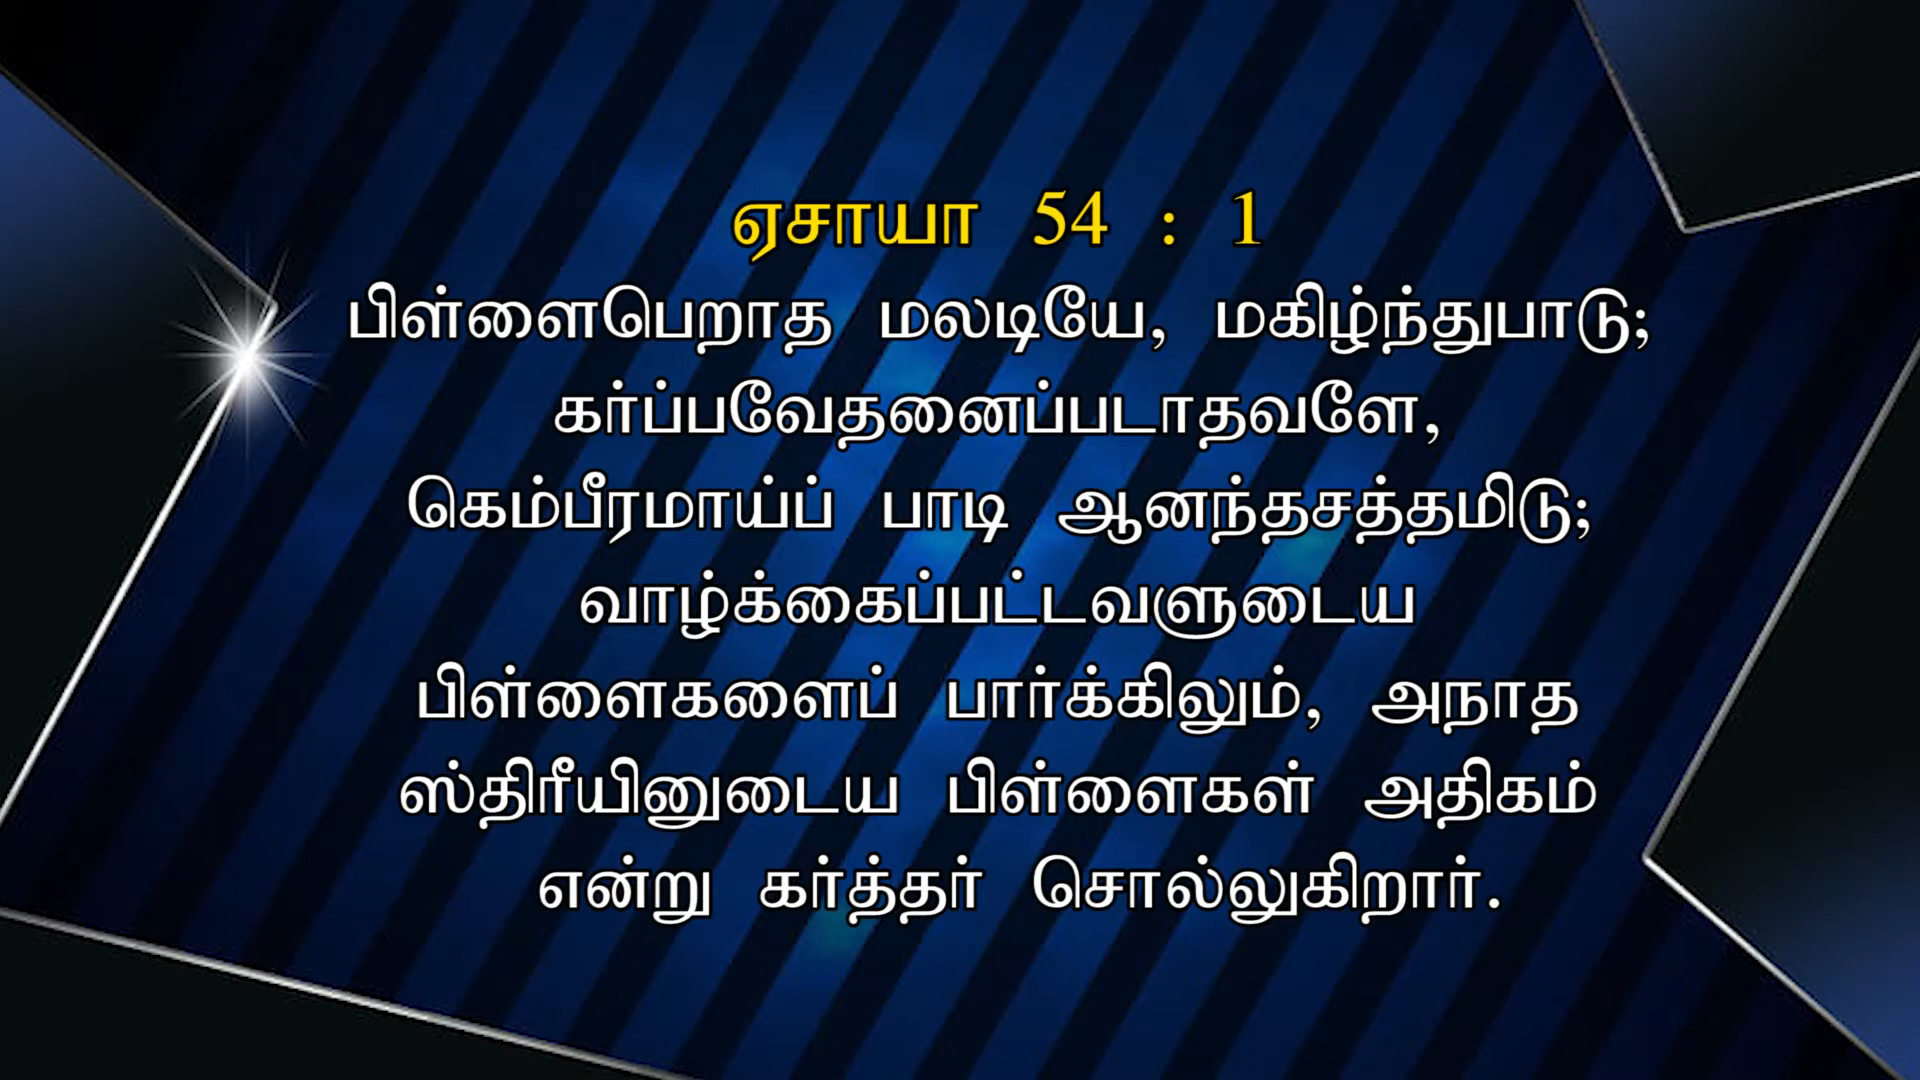 ஏசாயா 54 : 1
பிள்ளைபெறாத மலடியே, மகிழ்ந்துபாடு;
கர்ப்பவேதனைப்படாதவளே,
கெம்பீரமாய்ப் பாடி ஆனந்தசத்தமிடு;
வாழ்க்கைப்பட்டவளுடைய
பிள்ளைகளைப் பார்க்கிலும், அநாத
ஸ்திரீயினுடைய பிள்ளைகள் அதிகம்
என்று கர்த்தர் சொல்லுகிறார்.